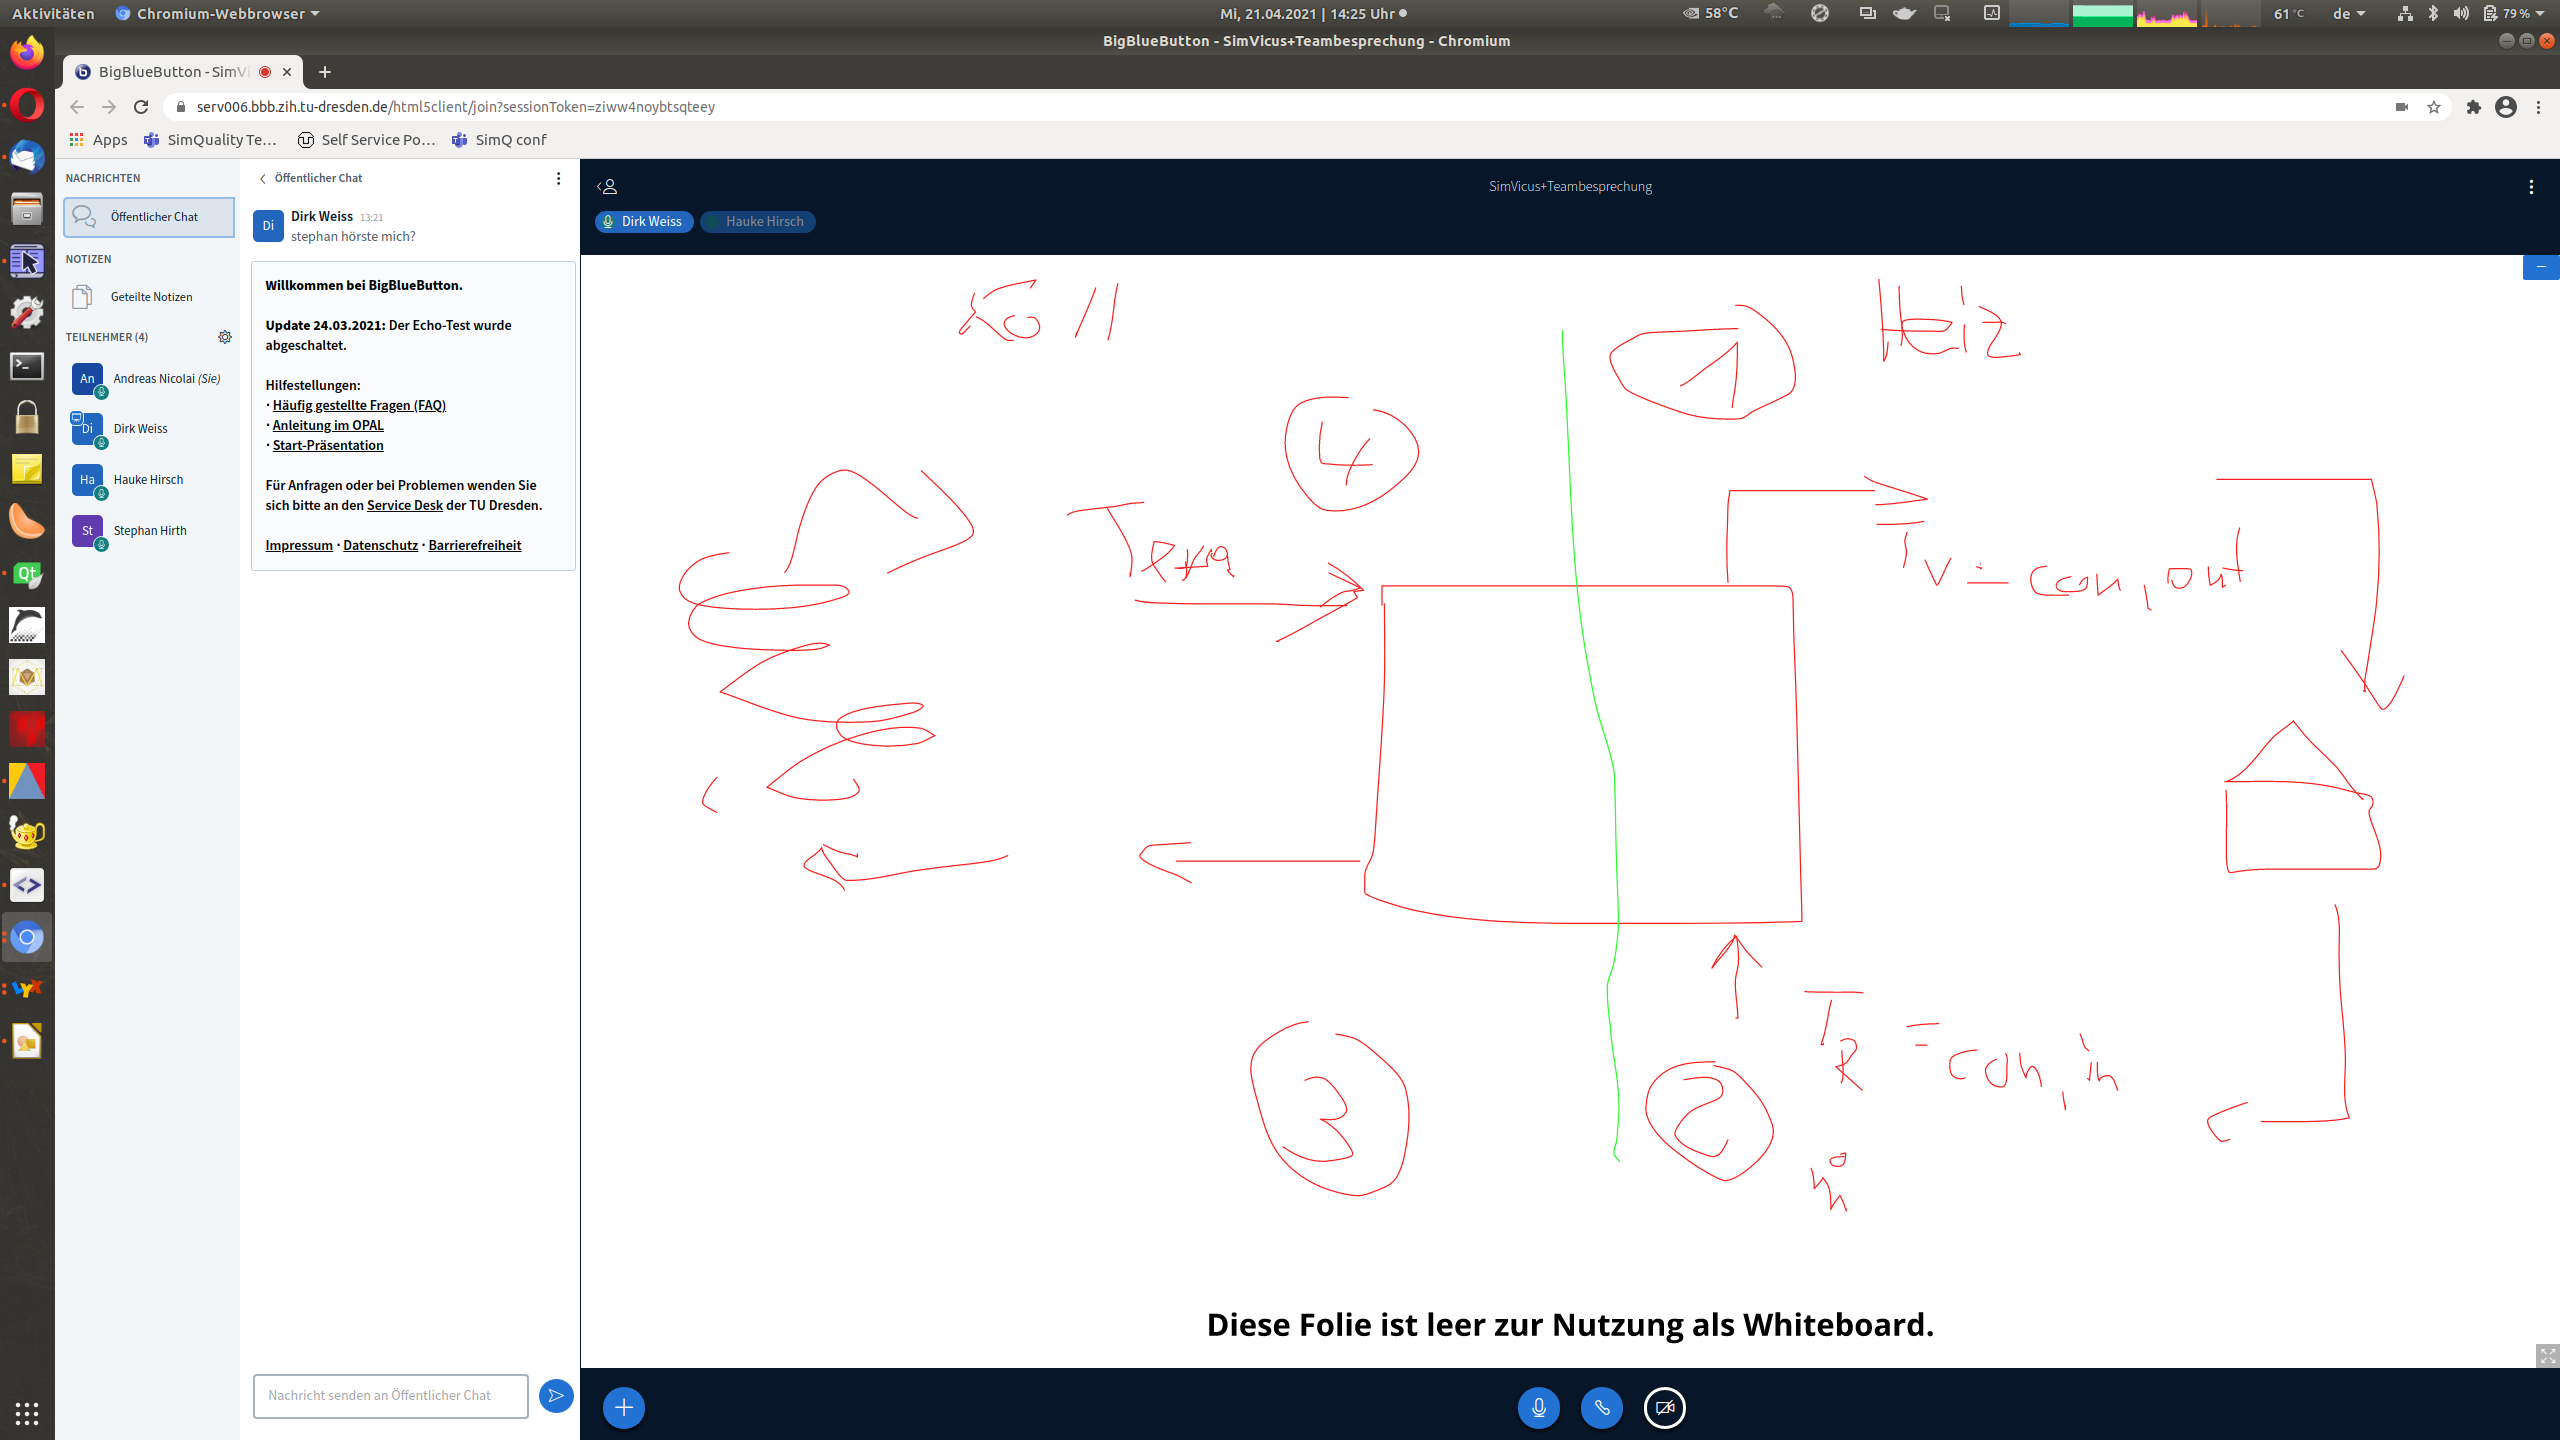 Aktivitäten
Chromium-Webbrowser
Mi, 21.04.2021 | 14:25 Uhr
58°C
61 °C
de
79 %
BigBlueButton - SimVicus+Teambesprechung - Chromium
BigBlueButton - SimVi
serv006.bbb.zih.tu-dresden.de/html5client/join?sessionToken=ziww4noybtsqteey
Apps
SimQuality Te…
Self Service Po…
SimQ conf
NACHRICHTEN
Öffentlicher Chat
NOTIZEN
Geteilte Notizen
TEILNEHMER (4)
An
Andreas Nicolai (Sie)
Di
Dirk Weiss
Ha
Hauke Hirsch
St
Stephan Hirth
Öffentlicher Chat
Di
Dirk Weiss 13:21
stephan hörste mich?
Willkommen bei BigBlueButton.
Update 24.03.2021: Der Echo-Test wurde
abgeschaltet.
Hilfestellungen:
· Häufig gestellte Fragen (FAQ)
· Anleitung im OPAL
· Start-Präsentation
Für Anfragen oder bei Problemen wenden Sie
sich bitte an den Service Desk der TU Dresden.
Impressum · Datenschutz · Barrierefreiheit
Nachricht senden an Öffentlicher Chat
SimVicus+Teambesprechung
Dirk Weiss
Hauke Hirsch
Heiz
1
4
V = con, out
T R = con, in
3
2
ṁ
Diese Folie ist leer zur Nutzung als Whiteboard.